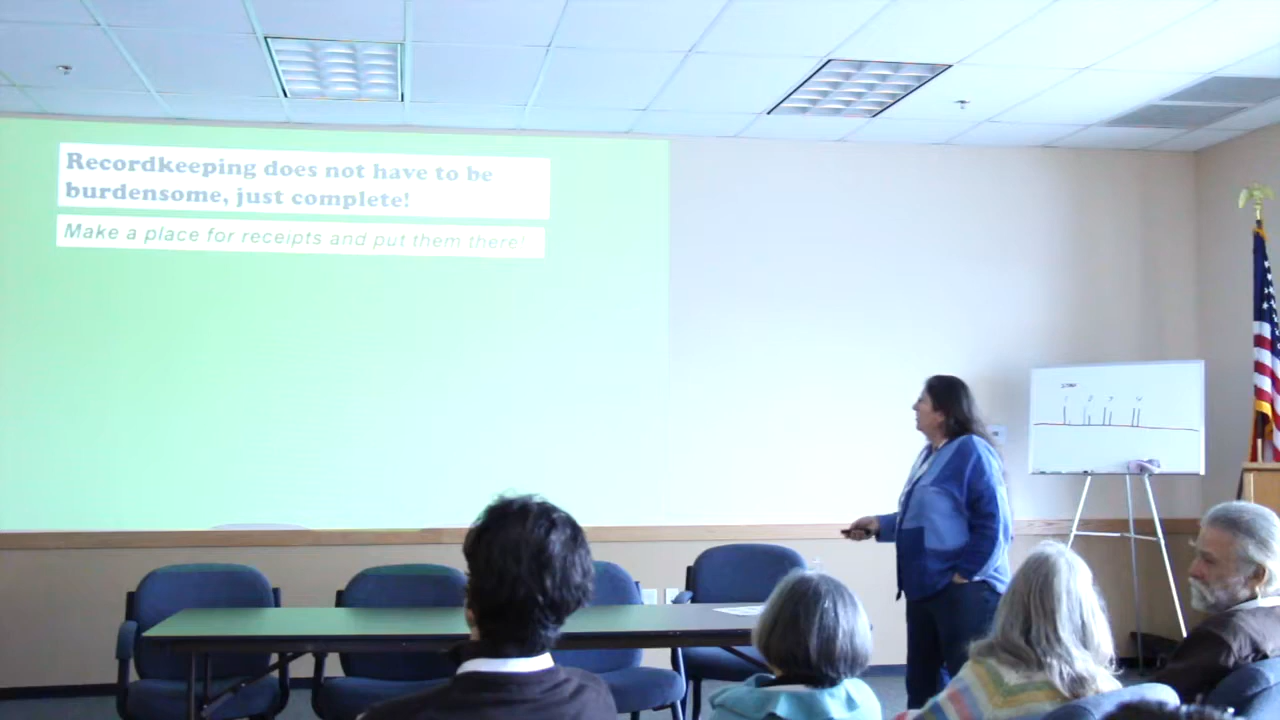 Recordkeeping does not have to be
burdensome, just complete!
Make a place for receipts and put them there!